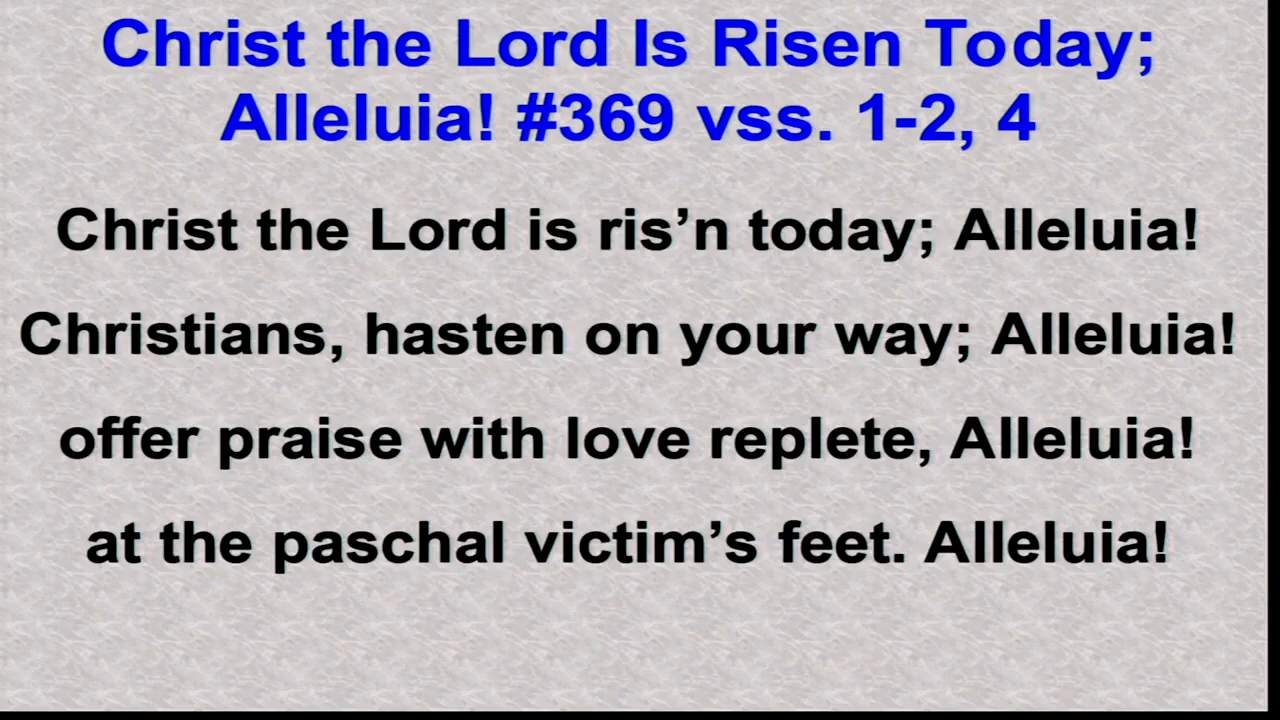 Christ the Lord Is Risen Today;
Alleluia! #369 vss. 1-2, 4
Christ the Lord is ris’n today; Alleluia!
Christians, hasten on your way; Alleluia!
offer praise with love replete, Alleluia!
at the paschal victim’s feet. Alleluia!